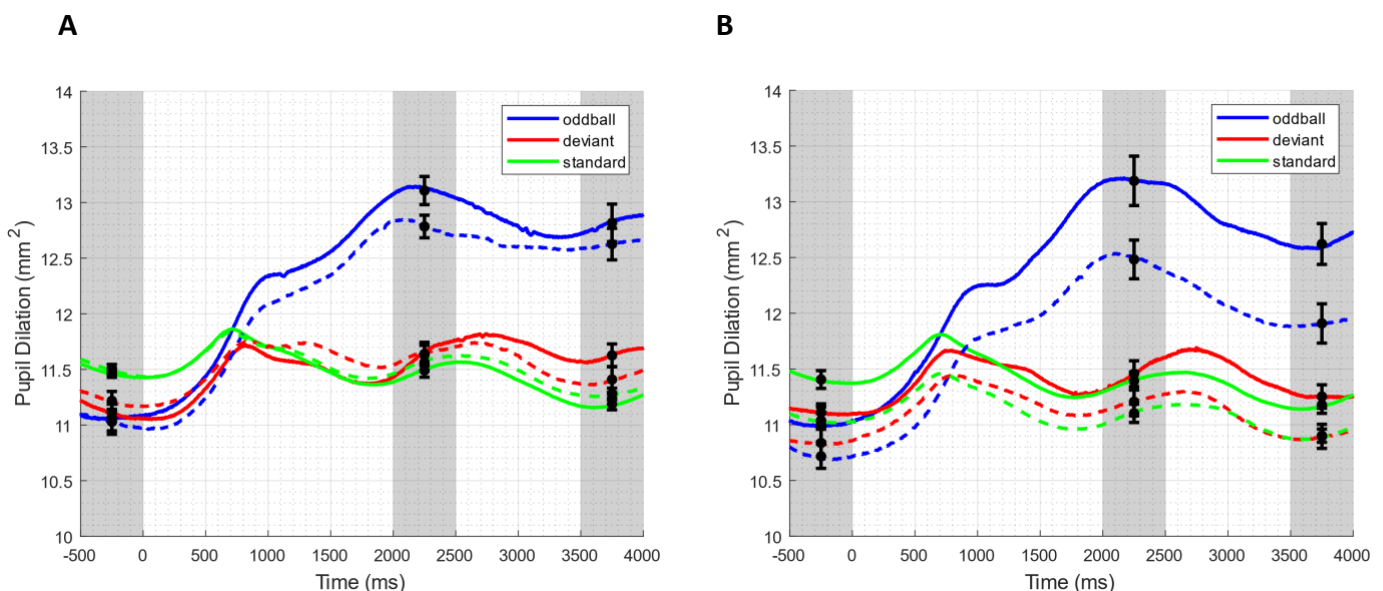 A
14
13.5
13
12.5
12
11.5
11
10.5
10
Pupil Dilation (mm2)
oddball
deviant
standard
-500 0 500 1000 1500 2000 2500 3000 3500 4000
Time (ms)
B
14
13.5
13
12.5
12
11.5
11
10.5
10
Pupil Dilation (mm2)
oddball
deviant
standard
-500 0 500 1000 1500 2000 2500 3000 3500 4000
Time (ms)